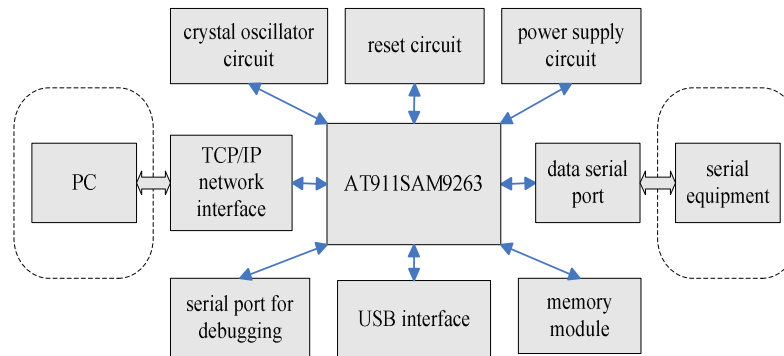 crystal oscillator
circuit
reset circuit
power supply
circuit
PC
TCP/IP
network
interface
AT911SAM9263
data serial
port
serial
equipment
serial port for
debugging
USB interface
memory
module